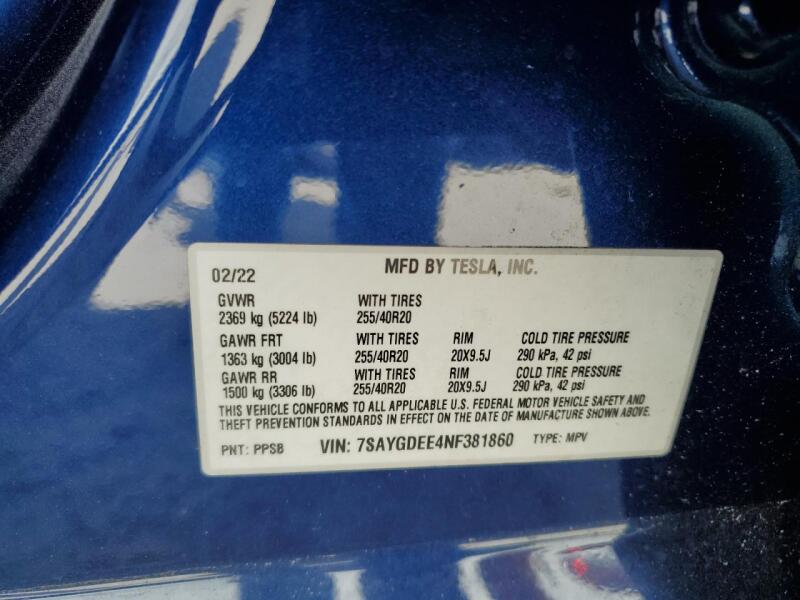 02/22 MFD BY TESLA, INC.
GVWR WITH TIRES
2369 kg (5224 lb) 255/40R20
GAWR FRT WITH TIRES RIM COLD TIRE PRESSURE
1363 kg (3004 lb) 255/40R20 20X9.5J 290 kPa, 42 psi
GAWR RR WITH TIRES RIM COLD TIRE PRESSURE
1500 kg (3306 lb) 255/40R20 20X9.5J 290 kPa, 42 psi
THIS VEHICLE CONFORMS TO ALL APPLICABLE U.S. FEDERAL MOTOR VEHICLE SAFETY AND
THEFT PREVENTION STANDARDS IN EFFECT ON THE DATE OF MANUFACTURE SHOWN ABOVE.
PNT: PPSB VIN: 7SAYGDEE4NF381860 TYPE: MPV